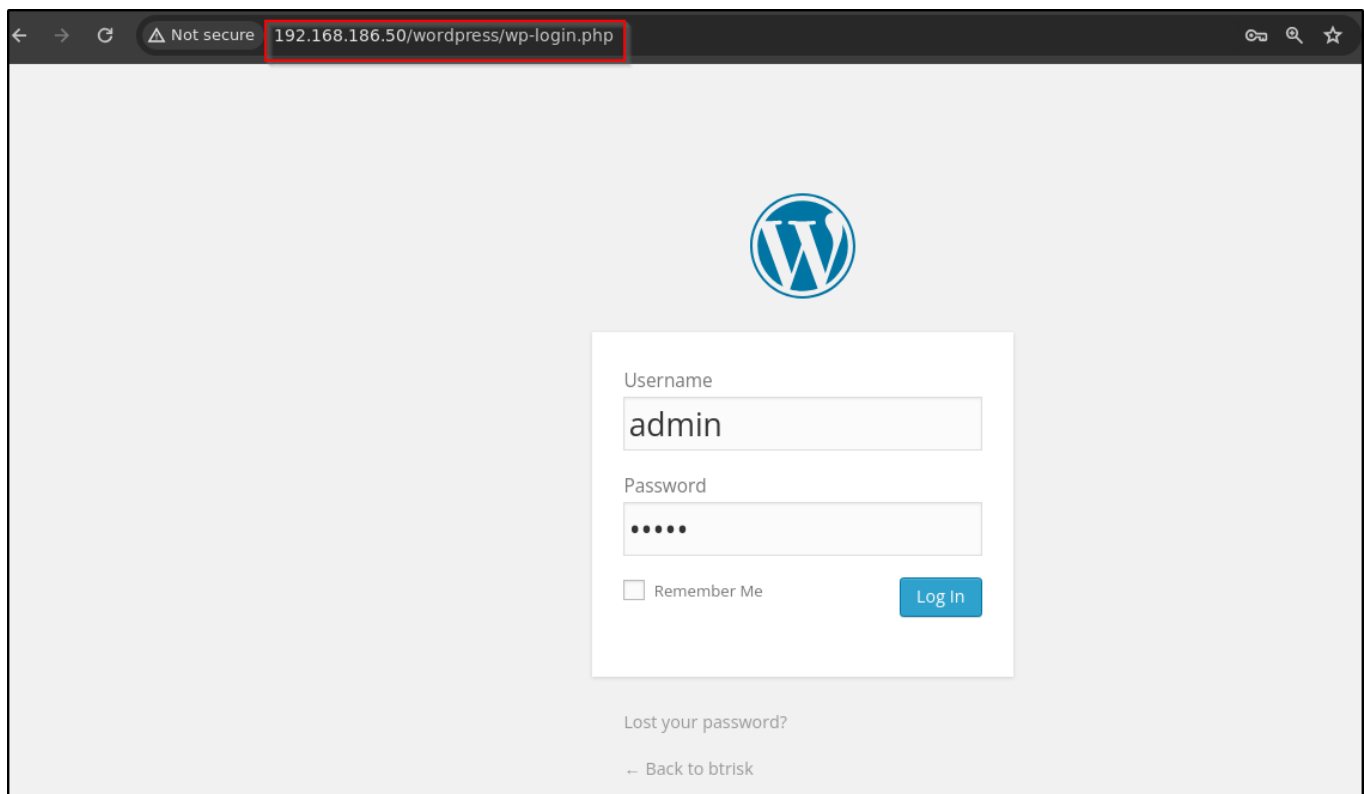 Not secure 192.168.186.50/wordpress/wp-login.php
Username
admin
Password
•••••
Remember Me Log In
Lost your password?
← Back to btrisk